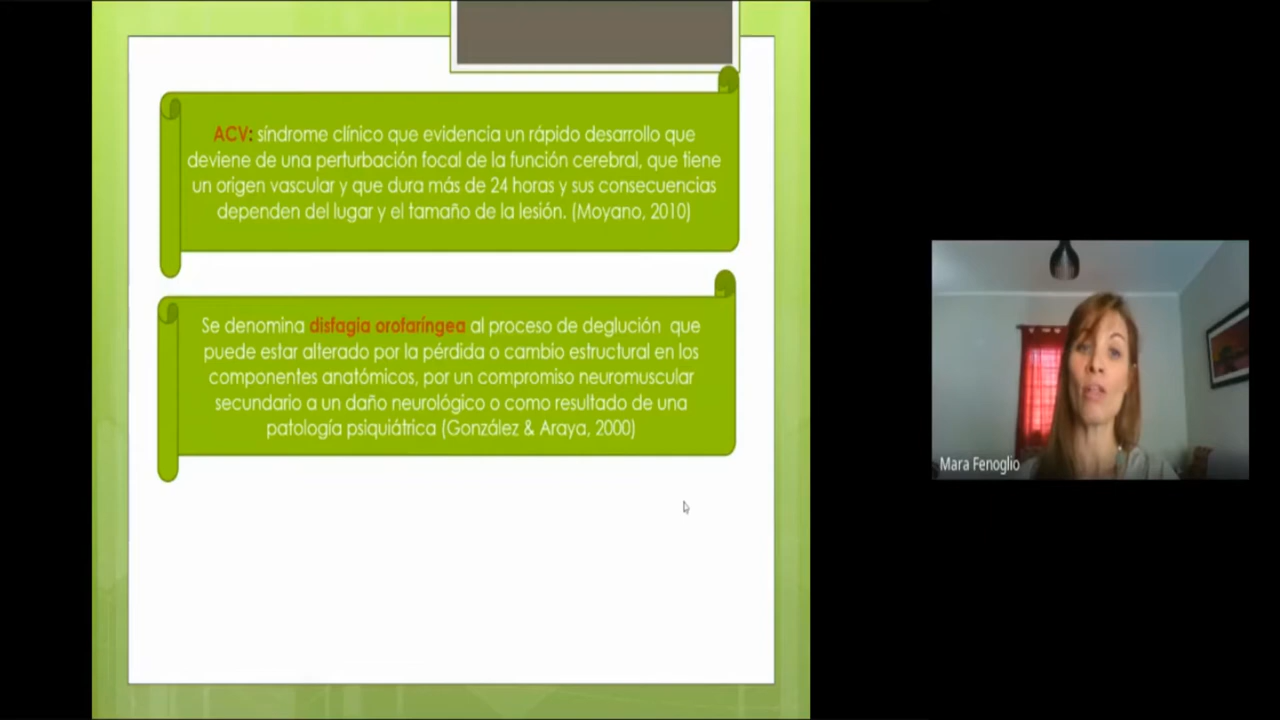 ACV: síndrome clínico que evidencia un rápido desarrollo que
deviene de una perturbación focal de la función cerebral, que tiene
un origen vascular y que dura más de 24 horas y sus consecuencias
dependen del lugar y el tamaño de la lesión. (Moyano, 2010)
Se denomina disfagia orofaríngea al proceso de deglución que
puede estar alterado por la pérdida o cambio estructural en los
componentes anatómicos, por un compromiso neuromuscular
secundario a un daño neurológico o como resultado de una
patología psiquiátrica (González & Araya, 2000)
Mara Fenoglio